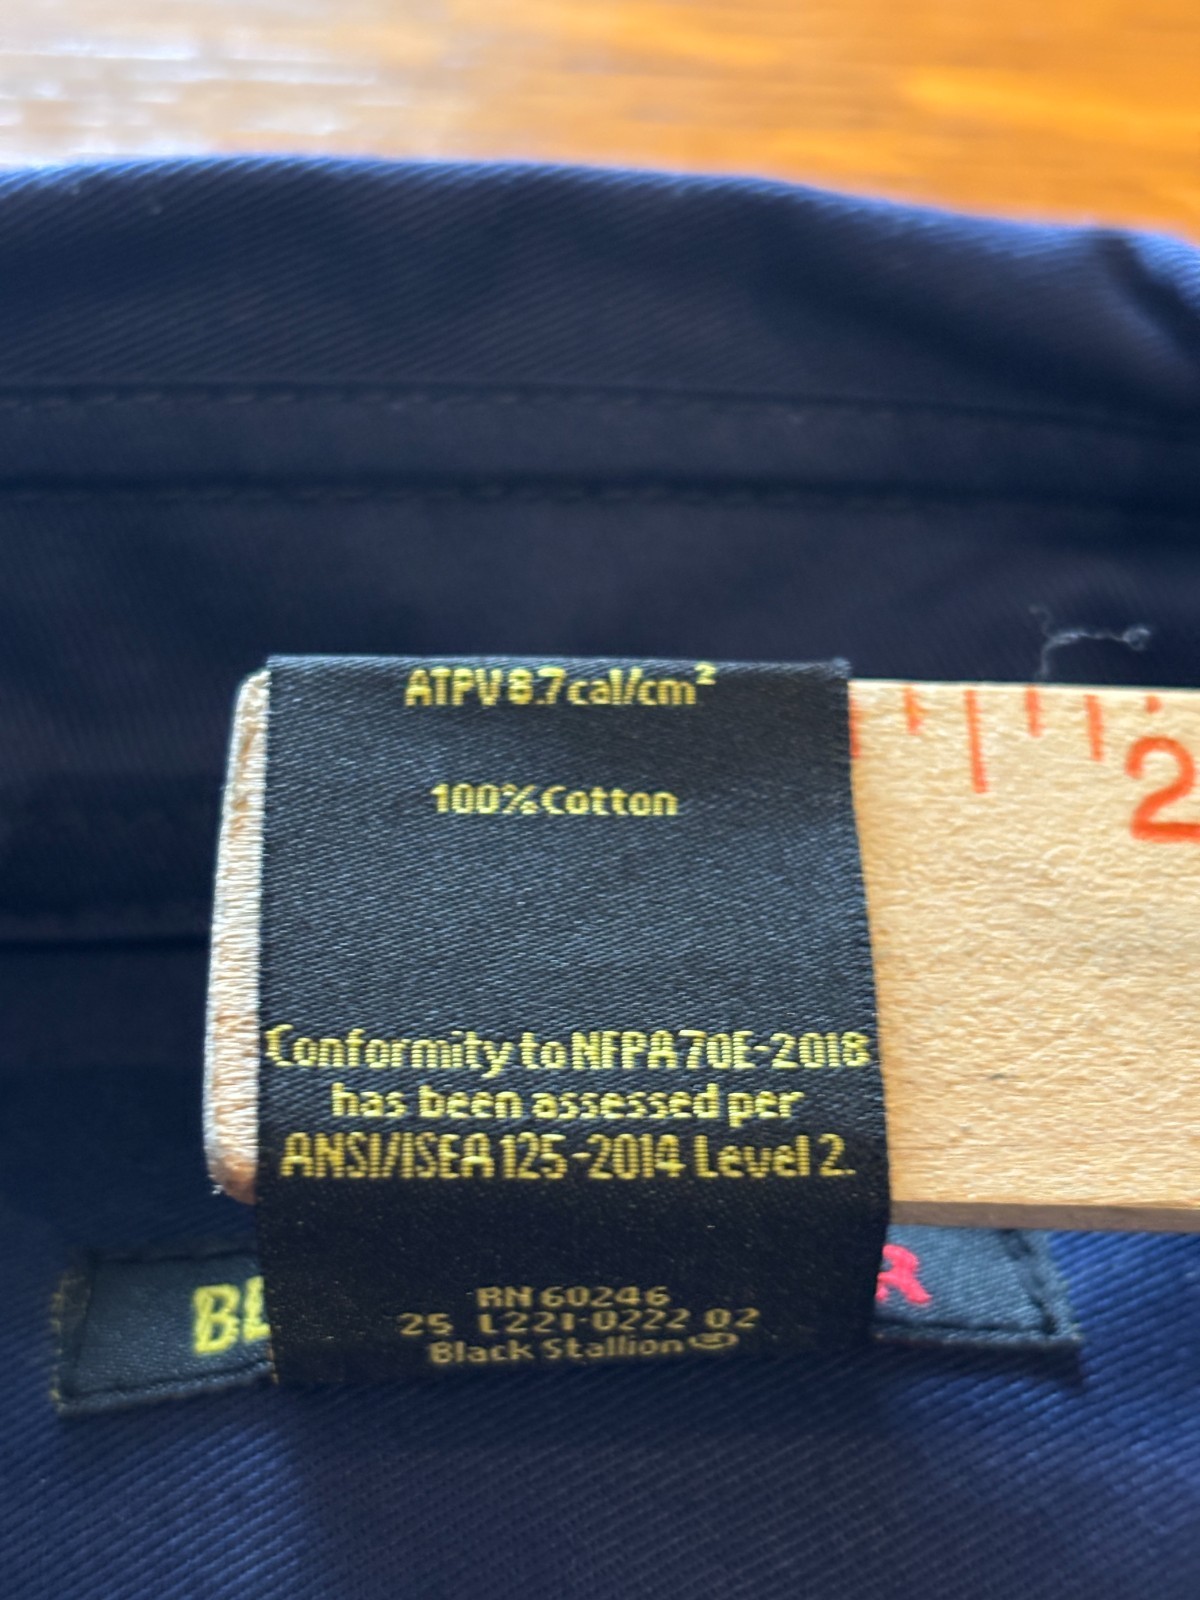 ATPV 8.7 cal/cm²
100% Cotton
2
Conformity to NFPA 70E-2018
has been assessed per
ANSI/ISEA 125-2014 Level 2.
BL
R
RN 60246
25 L221-0222 02
Black Stallion®